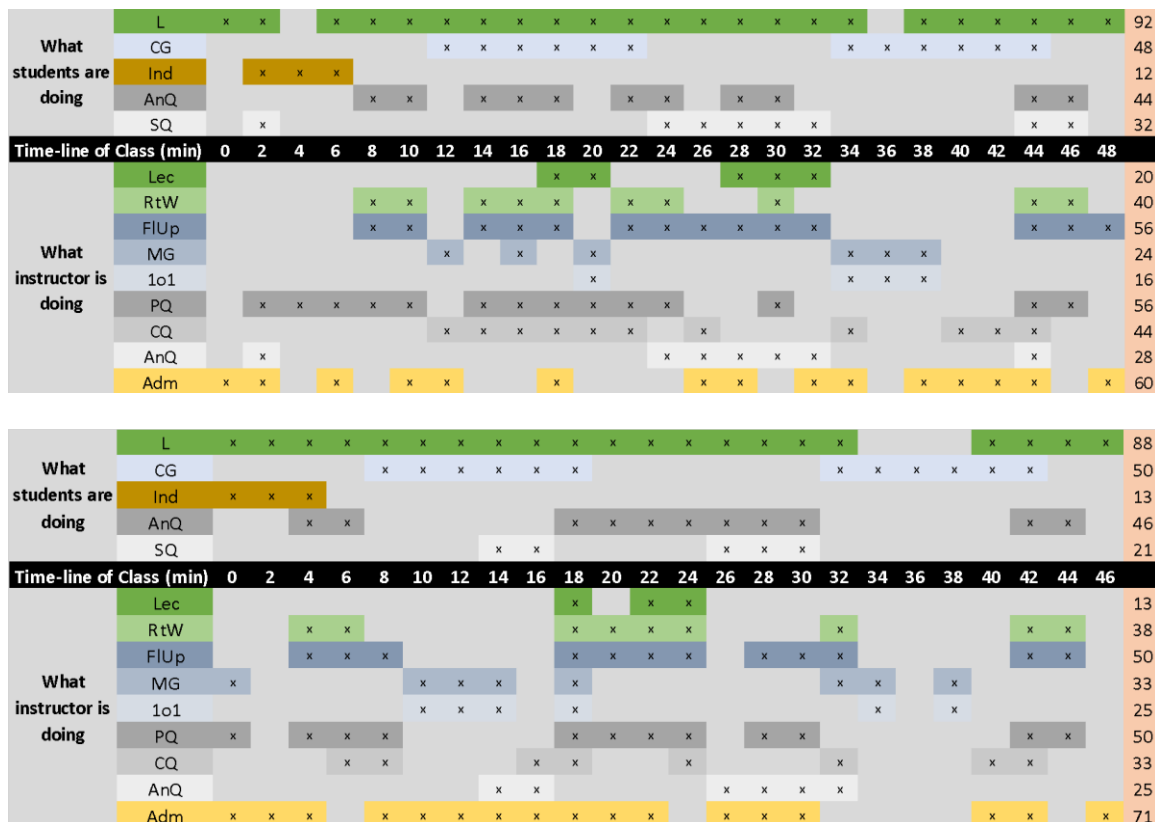 L x x x x x x x x x x x x x x x x x x x x x x x 92
What CG x x x x x x x x x x x x 48
students are Ind x x x 12
doing AnQ x x x x x x x x x x x 44
SQ x x x x x x x x 32
Time-line of Class (min) 0 2 4 6 8 10 12 14 16 18 20 22 24 26 28 30 32 34 36 38 40 42 44 46 48
Lec x x x x x 20
RtW x x x x x x x x x x 40
FlUp x x x x x x x x x x x x x x 56
What MG x x x x x x 24
instructor is 1o1 x x x x 16
doing PQ x x x x x x x x x x x x x x 56
CQ x x x x x x x x x x x 44
AnQ x x x x x x x 28
Adm x x x x x x x x x x x x x x x 60
L x x x x x x x x x x x x x x x x x x x x x 88
What CG x x x x x x x x x x x x 50
students are Ind x x x 13
doing AnQ x x x x x x x x x x x 46
SQ x x x x x 21
Time-line of Class (min) 0 2 4 6 8 10 12 14 16 18 20 22 24 26 28 30 32 34 36 38 40 42 44 46
Lec x x x 13
RtW x x x x x x x x x 38
FlUp x x x x x x x x x x x x 50
What MG x x x x x x x x 33
instructor is 1o1 x x x x x x 25
doing PQ x x x x x x x x x x x x 50
CQ x x x x x x x x 33
AnQ x x x x x x 25
Adm x x x x x x x x x x x x x x x x x 71